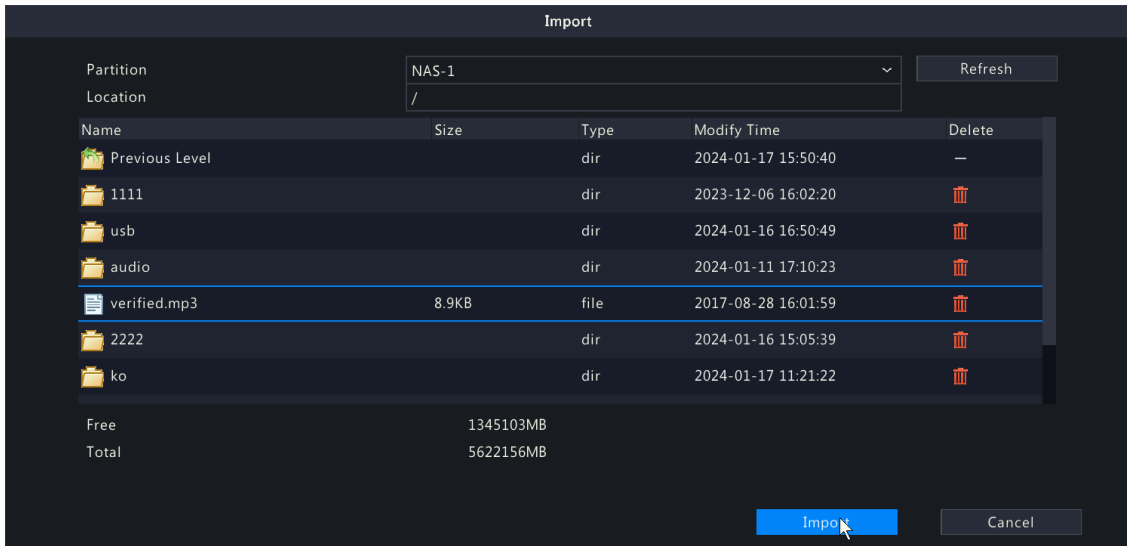 Import
Partition NAS-1 Refresh
Location /
Name Size Type Modify Time Delete
Previous Level dir 2024-01-17 15:50:40 —
1111 dir 2023-12-06 16:02:20
usb dir 2024-01-16 16:50:49
audio dir 2024-01-11 17:10:23
verified.mp3 8.9KB file 2017-08-28 16:01:59
2222 dir 2024-01-16 15:05:39
ko dir 2024-01-17 11:21:22
Free 1345103MB
Total 5622156MB
Import Cancel